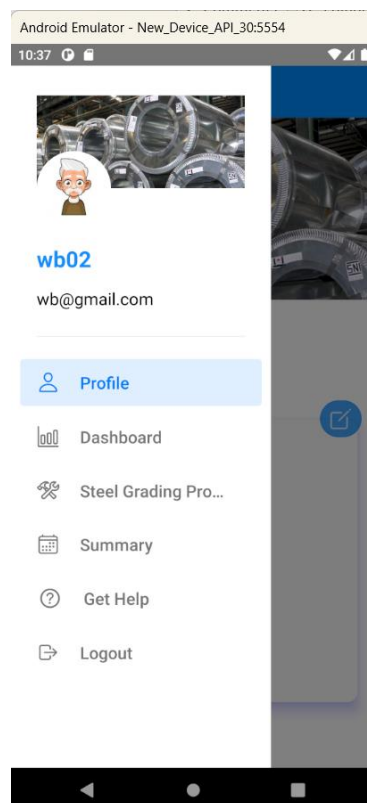 Android Emulator - New_Device_API_30:5554
10:37
wb02
wb@gmail.com
Profile
Dashboard
Steel Grading Pro...
Summary
Get Help
Logout
SNI